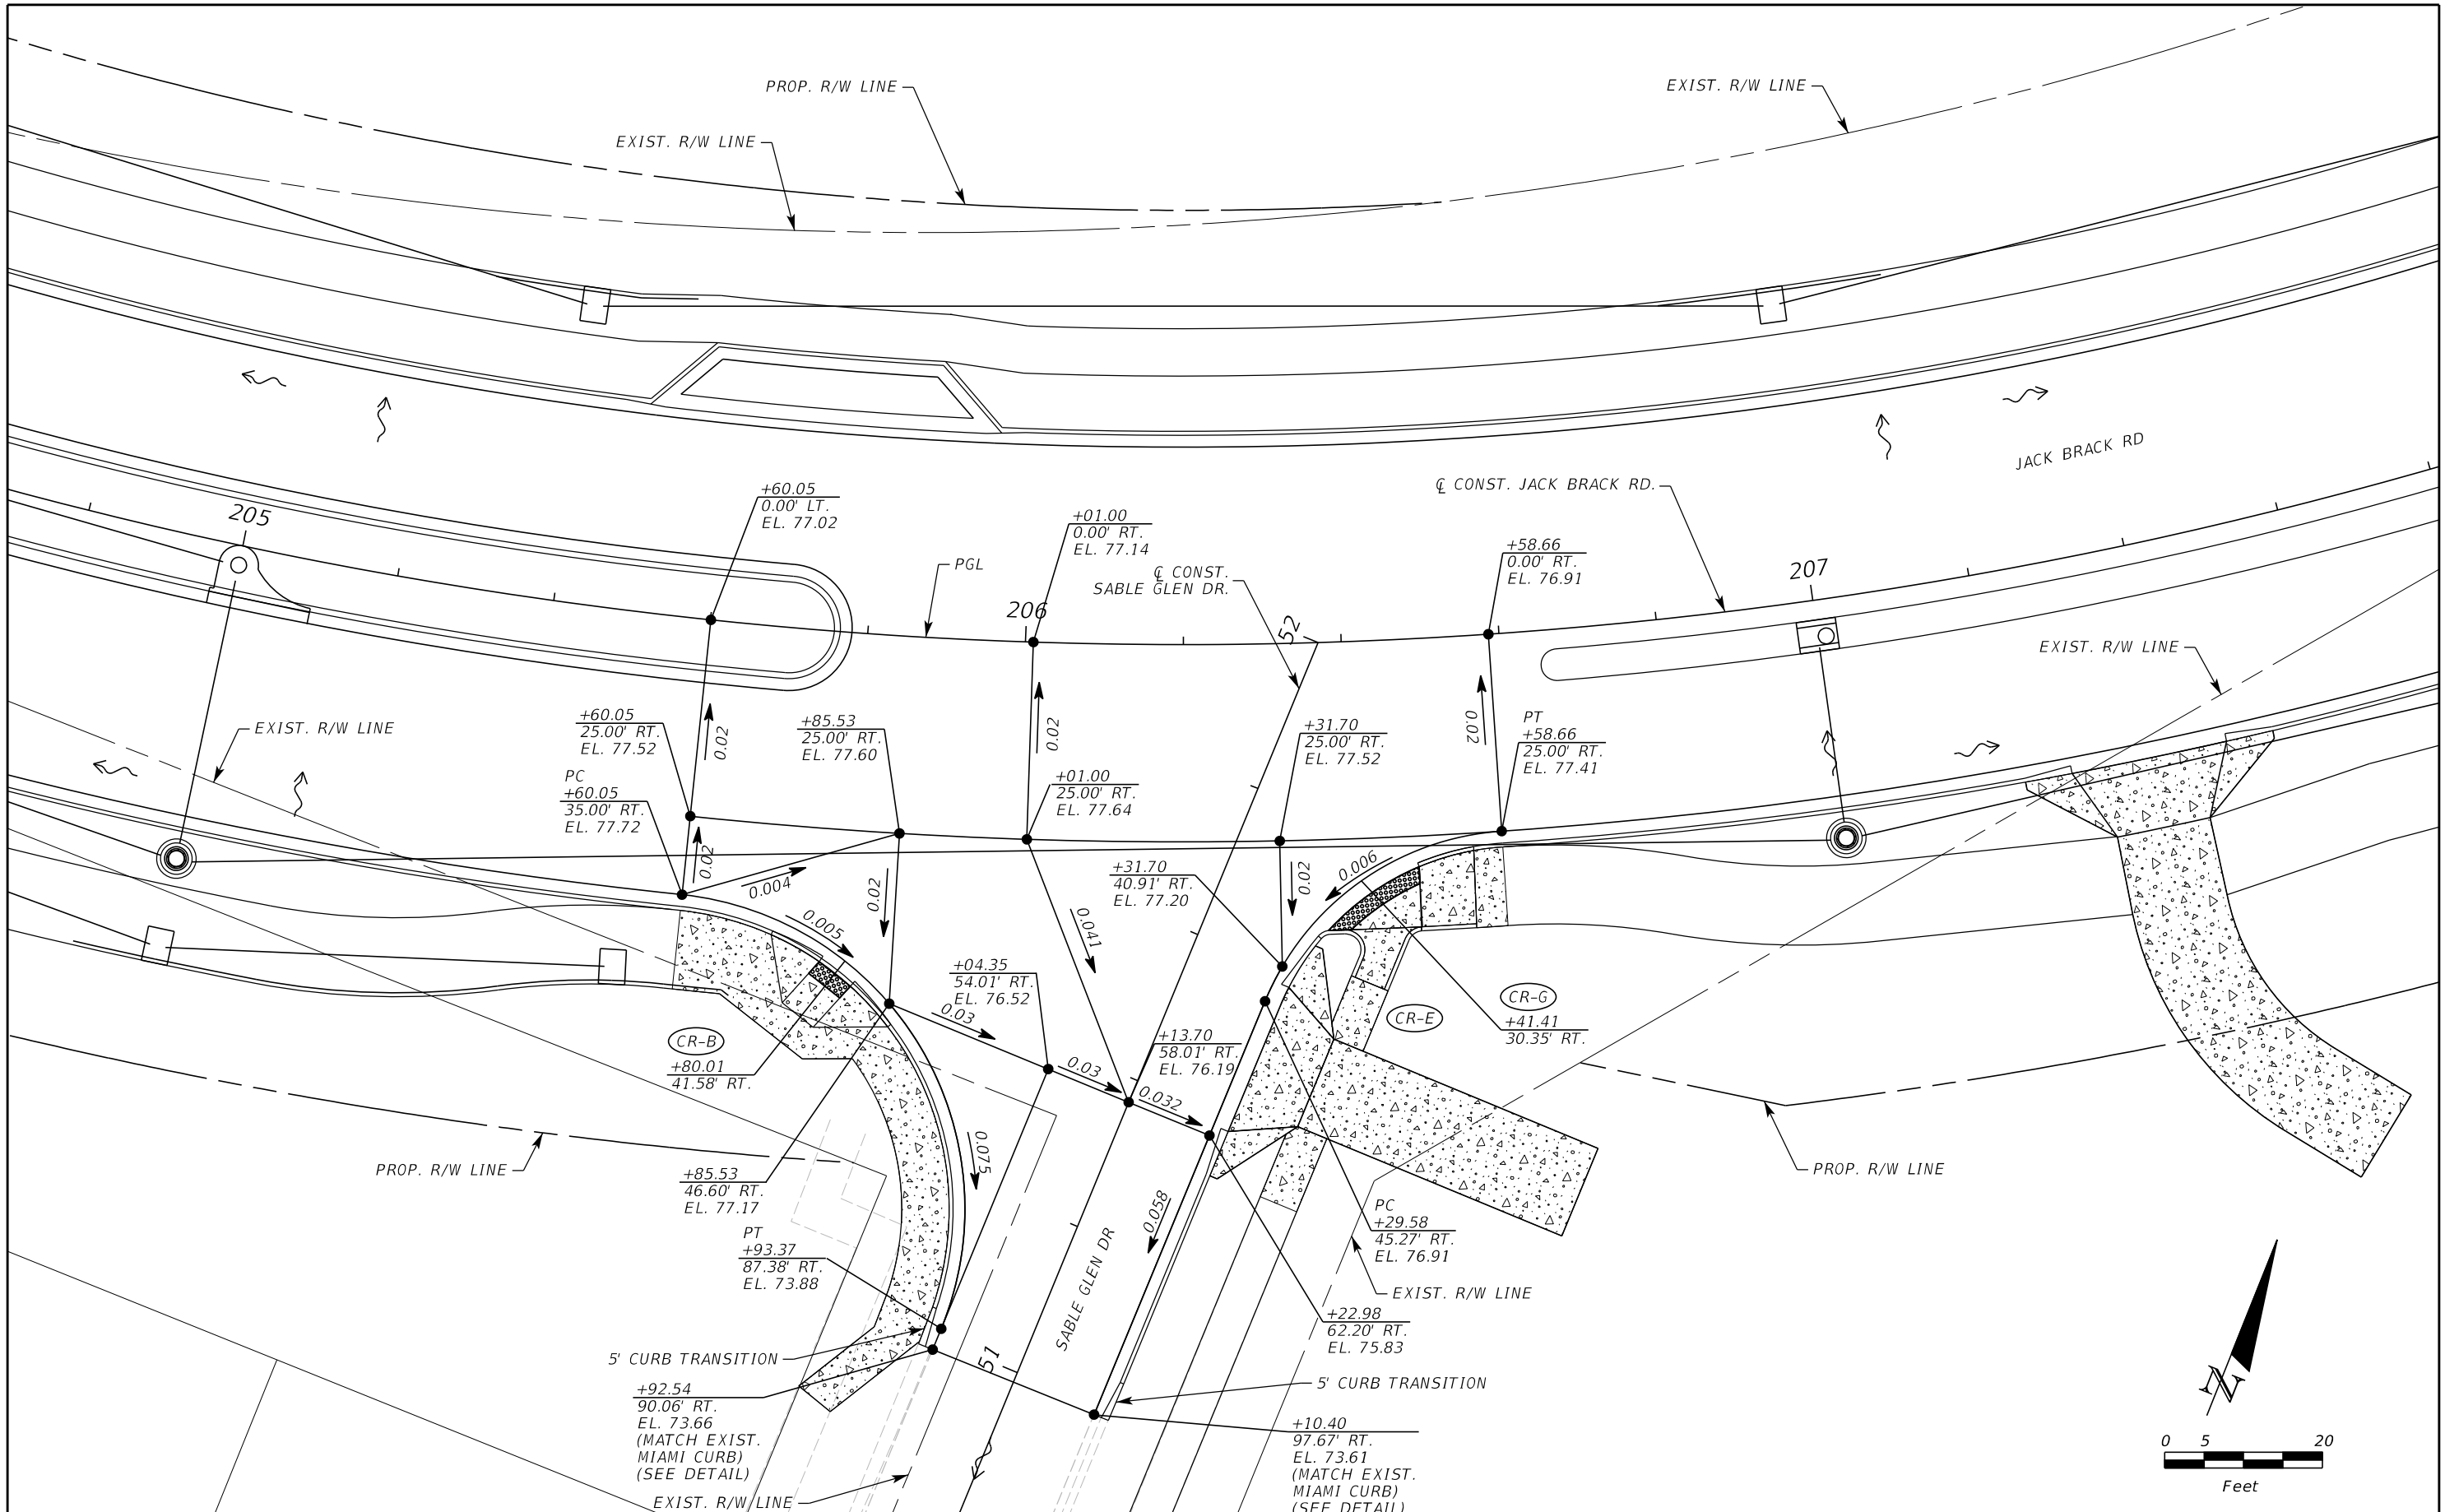 PROP. R/W LINE
EXIST. R/W LINE
EXIST. R/W LINE
JACK BRACK RD
℄ CONST. JACK BRACK RD.
+60.05
0.00' LT.
EL. 77.02
205
+01.00
0.00' RT.
EL. 77.14
+58.66
0.00' RT.
EL. 76.91
PGL
℄ CONST.
SABLE GLEN DR.
207
206
52
EXIST. R/W LINE
EXIST. R/W LINE
+60.05
25.00' RT.
EL. 77.52
0.02
+85.53
25.00' RT.
EL. 77.60
0.02
+31.70
25.00' RT.
EL. 77.52
0.02
PT
+58.66
25.00' RT.
EL. 77.41
PC
+60.05
35.00' RT.
EL. 77.72
+01.00
25.00' RT.
EL. 77.64
0.02
0.004
0.02
0.005
0.041
+31.70
40.91' RT.
EL. 77.20
0.02
0.006
+04.35
54.01' RT.
EL. 76.52
0.03
CR-B
+80.01
41.58' RT.
0.03
+13.70
58.01' RT.
EL. 76.19
0.032
CR-E
CR-G
+41.41
30.35' RT.
PROP. R/W LINE
0.075
PROP. R/W LINE
+85.53
46.60' RT.
EL. 77.17
0.058
PC
+29.58
45.27' RT.
EL. 76.91
PT
+93.37
87.38' RT.
EL. 73.88
SABLE GLEN DR
EXIST. R/W LINE
+22.98
62.20' RT.
EL. 75.83
5' CURB TRANSITION
51
5' CURB TRANSITION
+92.54
90.06' RT.
EL. 73.66
(MATCH EXIST.
MIAMI CURB)
(SEE DETAIL)
EXIST. R/W LINE
+10.40
97.67' RT.
EL. 73.61
(MATCH EXIST.
MIAMI CURB)
(SEE DETAIL)
N
0 5 20
Feet